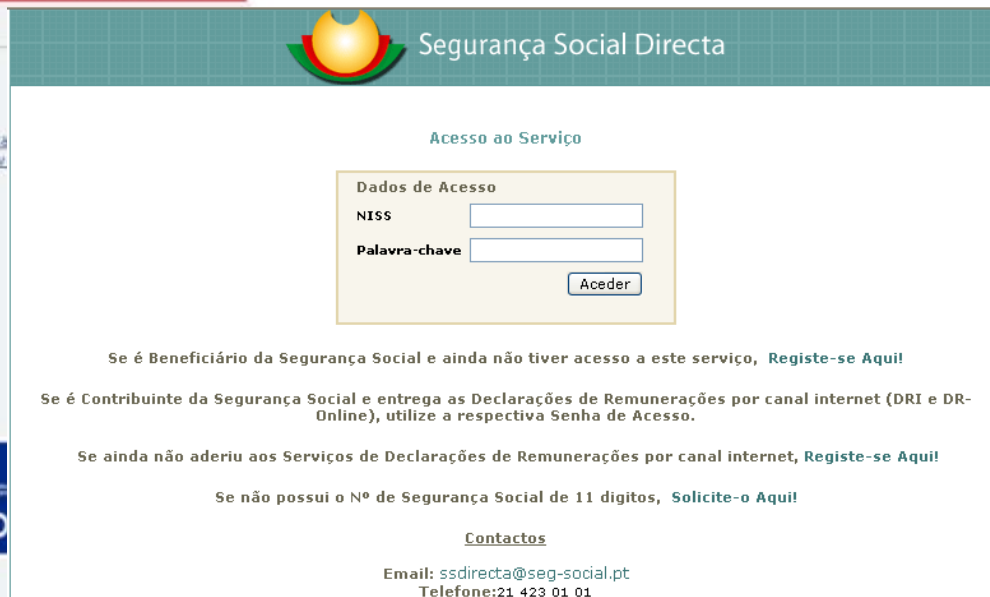 Segurança Social Directa
Acesso ao Serviço
Dados de Acesso
NISS
Palavra-chave
Aceder
Se é Beneficiário da Segurança Social e ainda não tiver acesso a este serviço, Registe-se Aqui!
Se é Contribuinte da Segurança Social e entrega as Declarações de Remunerações por canal internet (DRI e DR-
Online), utilize a respectiva Senha de Acesso.
Se ainda não aderiu aos Serviços de Declarações de Remunerações por canal internet, Registe-se Aqui!
Se não possui o Nº de Segurança Social de 11 digitos, Solicite-o Aqui!
Contactos
Email: ssdirecta@seg-social.pt
Telefone:21 423 01 01